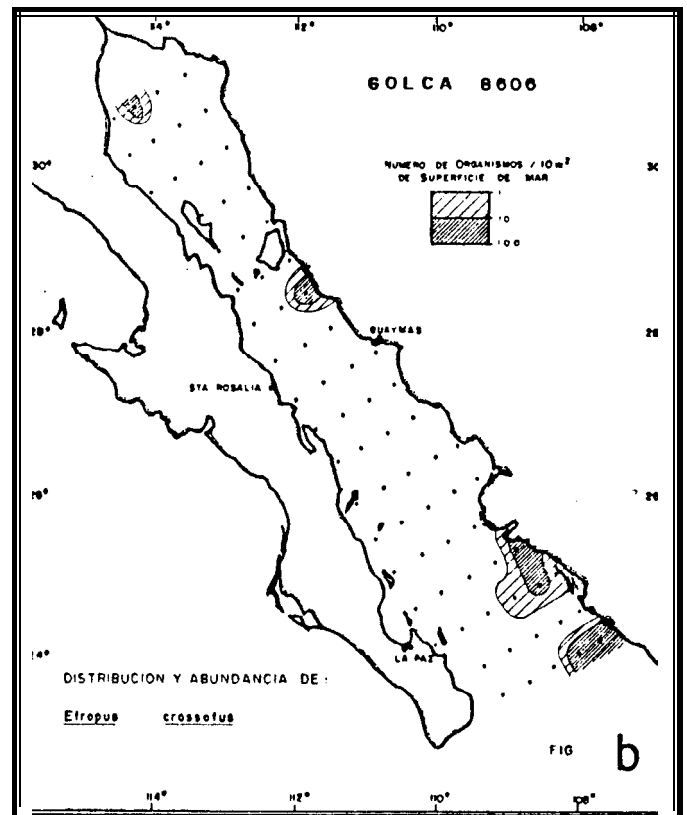 114° 112° 110° 108°
GOLCA 8606
NUMERO DE ORGANISMOS / 10 m²
DE SUPERFICIE DE MAR
1
10
100
30° 30
GUAYMAS
28° 28
STA ROSALIA
26° 26
LA PAZ
14°
DISTRIBUCION Y ABUNDANCIA DE:
Etropus crossotus
FIG b
114° 112° 110° 108°